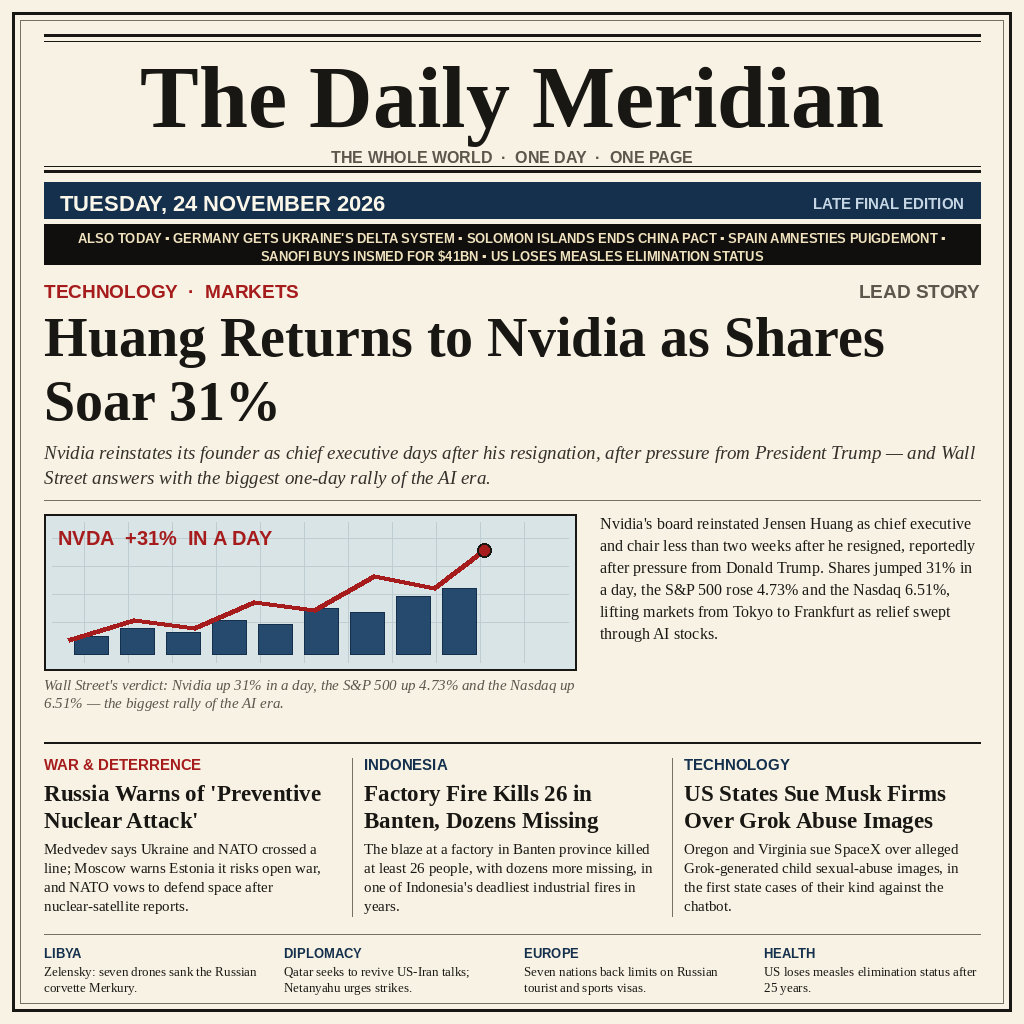 The Daily Meridian
THE WHOLE WORLD · ONE DAY · ONE PAGE
TUESDAY, 24 NOVEMBER 2026
LATE FINAL EDITION
ALSO TODAY ▪ GERMANY GETS UKRAINE'S DELTA SYSTEM ▪ SOLOMON ISLANDS ENDS CHINA PACT ▪ SPAIN AMNESTIES PUIGDEMONT ▪
SANOFI BUYS INSMED FOR $41BN ▪ US LOSES MEASLES ELIMINATION STATUS
TECHNOLOGY · MARKETS
LEAD STORY
Huang Returns to Nvidia as Shares
Soar 31%
Nvidia reinstates its founder as chief executive days after his resignation, after pressure from President Trump — and Wall
Street answers with the biggest one-day rally of the AI era.
NVDA +31% IN A DAY
Wall Street's verdict: Nvidia up 31% in a day, the S&P 500 up 4.73% and the Nasdaq up
6.51% — the biggest rally of the AI era.
Nvidia's board reinstated Jensen Huang as chief executive
and chair less than two weeks after he resigned, reportedly
after pressure from Donald Trump. Shares jumped 31% in
a day, the S&P 500 rose 4.73% and the Nasdaq 6.51%,
lifting markets from Tokyo to Frankfurt as relief swept
through AI stocks.
WAR & DETERRENCE
Russia Warns of 'Preventive
Nuclear Attack'
Medvedev says Ukraine and NATO crossed a
line; Moscow warns Estonia it risks open war,
and NATO vows to defend space after
nuclear-satellite reports.
INDONESIA
Factory Fire Kills 26 in
Banten, Dozens Missing
The blaze at a factory in Banten province killed
at least 26 people, with dozens more missing, in
one of Indonesia's deadliest industrial fires in
years.
TECHNOLOGY
US States Sue Musk Firms
Over Grok Abuse Images
Oregon and Virginia sue SpaceX over alleged
Grok-generated child sexual-abuse images, in
the first state cases of their kind against the
chatbot.
LIBYA
Zelensky: seven drones sank the Russian
corvette Merkury.
DIPLOMACY
Qatar seeks to revive US-Iran talks;
Netanyahu urges strikes.
EUROPE
Seven nations back limits on Russian
tourist and sports visas.
HEALTH
US loses measles elimination status after
25 years.